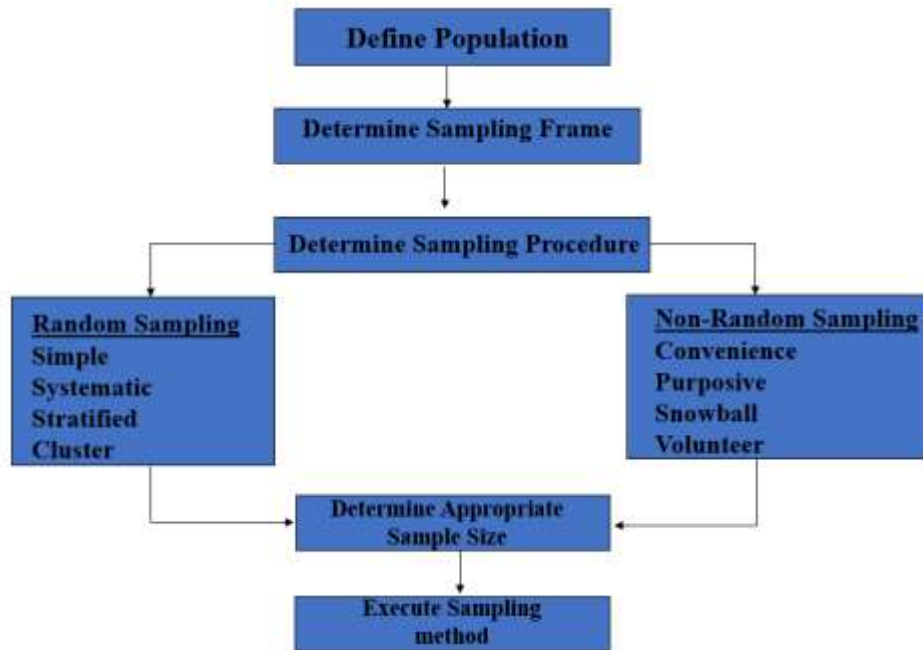 Define Population
Determine Sampling Frame
Determine Sampling Procedure
Random Sampling
Simple
Systematic
Stratified
Cluster
Non-Random Sampling
Convenience
Purposive
Snowball
Volunteer
Determine Appropriate
Sample Size
Execute Sampling
method